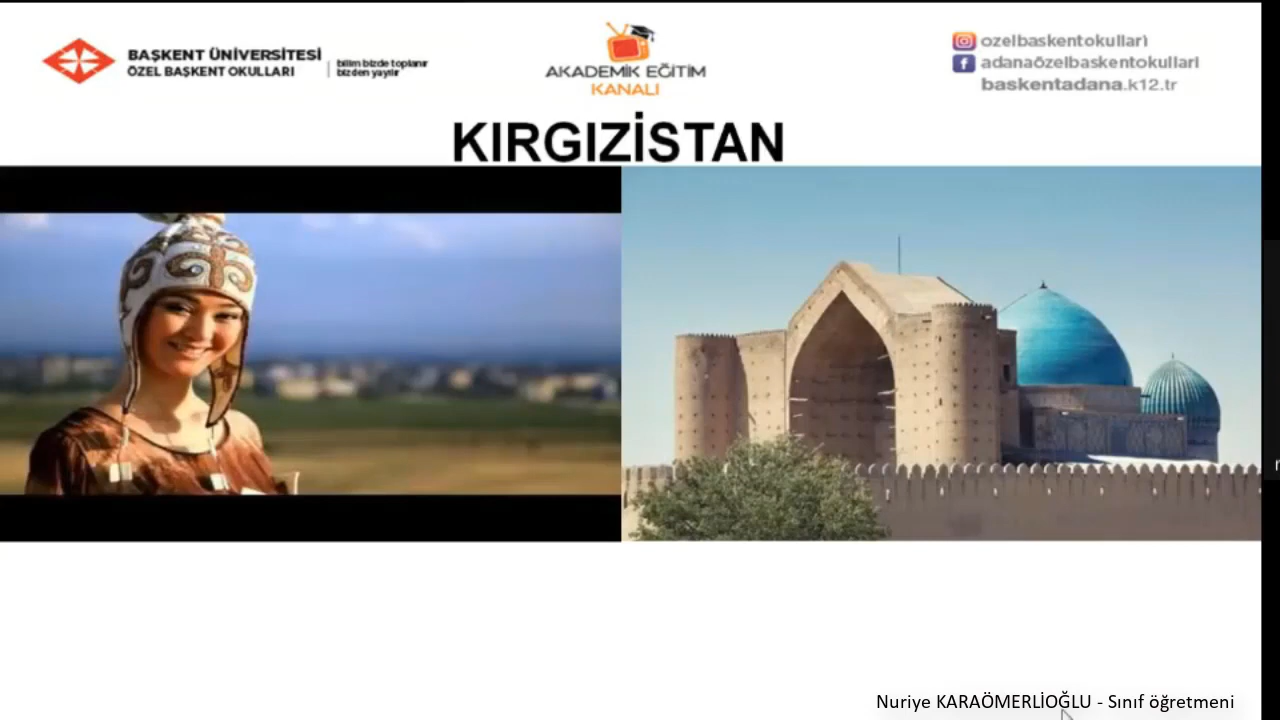 BAŞKENT ÜNİVERSİTESİ
ÖZEL BAŞKENT OKULLARI
bilim bizde toplanır
bizden yayılır
AKADEMİK EĞİTİM
KANALI
ozelbaskentokullari
adanaözelbaskentokullari
baskentadana.k12.tr
KIRGIZİSTAN
Nuriye KARAÖMERLİOĞLU - Sınıf öğretmeni